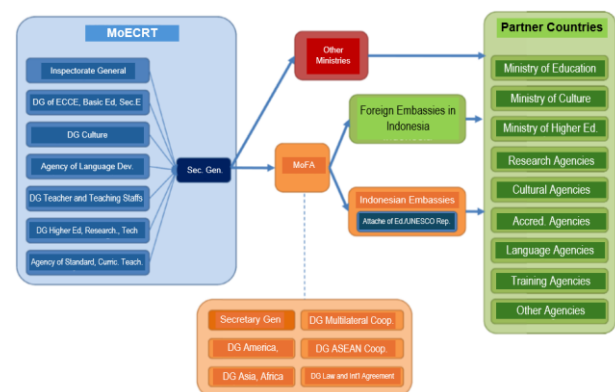 MoECRT
Inspectorate General
DG of ECCE, Basic Ed, Sec.E
DG Culture
Agency of Language Dev.
DG Teacher and Teaching Staffs
DG Higher Ed, Research., Tech
Agency of Standard, Curric. Teach.
Sec. Gen.
Other
Ministries
MoFA
Foreign Embassies in
Indonesia
Indonesian Embassies
Attache of Ed./UNESCO Rep.
Partner Countries
Ministry of Education
Ministry of Culture
Ministry of Higher Ed.
Research Agencies
Cultural Agencies
Accred. Agencies
Language Agencies
Training Agencies
Other Agencies
Secretary Gen
DG America,
DG Asia, Africa
DG Multilateral Coop.
DG ASEAN Coop.
DG Law and Int'l Agreement